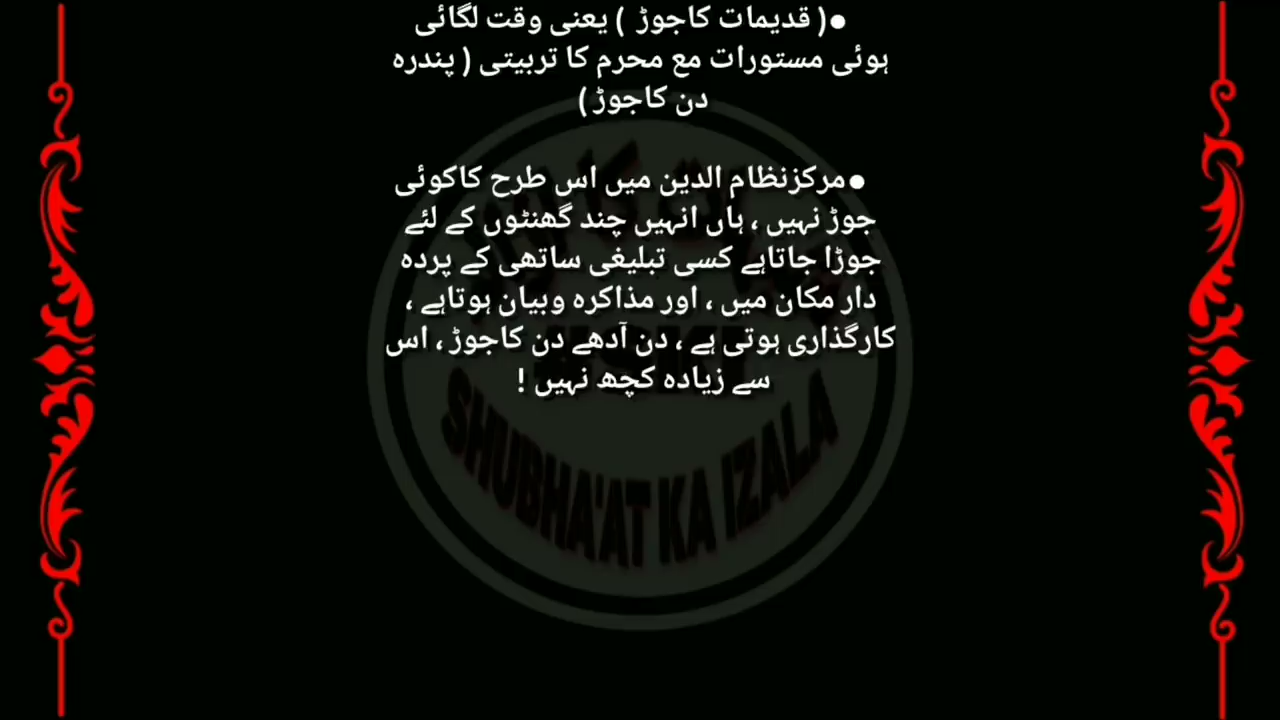 ●( قدیمات کاجوڑ ) یعنی وقت لگائی
ہوئی مستورات مع محرم کا تربیتی ( پندرہ
دن کاجوڑ )
●مرکزنظام الدین میں اس طرح کاکوئی
جوڑ نہیں ، ہاں انہیں چند گھنٹوں کے لئے
جوڑا جاتاہے کسی تبلیغی ساتھی کے پردہ
دار مکان میں ، اور مذاکرہ وبیان ہوتاہے ،
کارگذاری ہوتی ہے ، دن آدھے دن کاجوڑ ، اس
سے زیادہ کچھ نہیں !
SHUBHA'AT KA IZALA